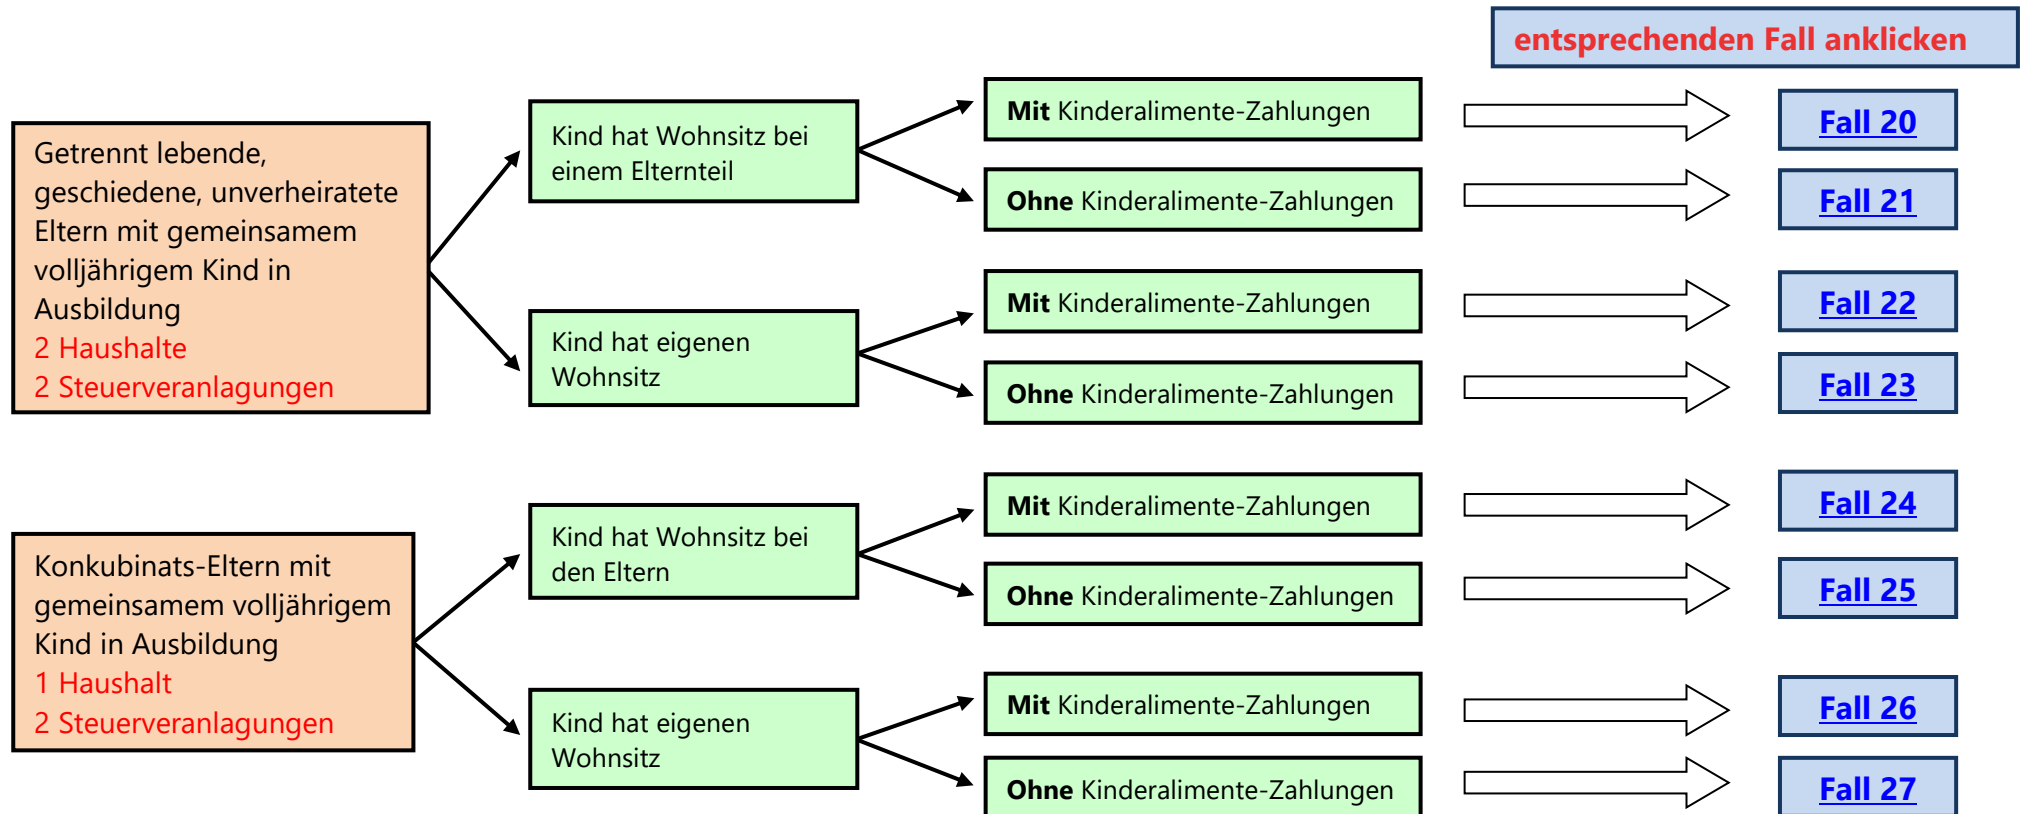 entsprechenden Fall anklicken
Getrennt lebende,
geschiedene, unverheiratete
Eltern mit gemeinsamem
volljährigem Kind in
Ausbildung
2 Haushalte
2 Steuerveranlagungen
Kind hat Wohnsitz bei
einem Elternteil
Mit Kinderalimente-Zahlungen
Fall 20
Ohne Kinderalimente-Zahlungen
Fall 21
Kind hat eigenen
Wohnsitz
Mit Kinderalimente-Zahlungen
Fall 22
Ohne Kinderalimente-Zahlungen
Fall 23
Konkubinats-Eltern mit
gemeinsamem volljährigem
Kind in Ausbildung
1 Haushalt
2 Steuerveranlagungen
Kind hat Wohnsitz bei
den Eltern
Mit Kinderalimente-Zahlungen
Fall 24
Ohne Kinderalimente-Zahlungen
Fall 25
Kind hat eigenen
Wohnsitz
Mit Kinderalimente-Zahlungen
Fall 26
Ohne Kinderalimente-Zahlungen
Fall 27